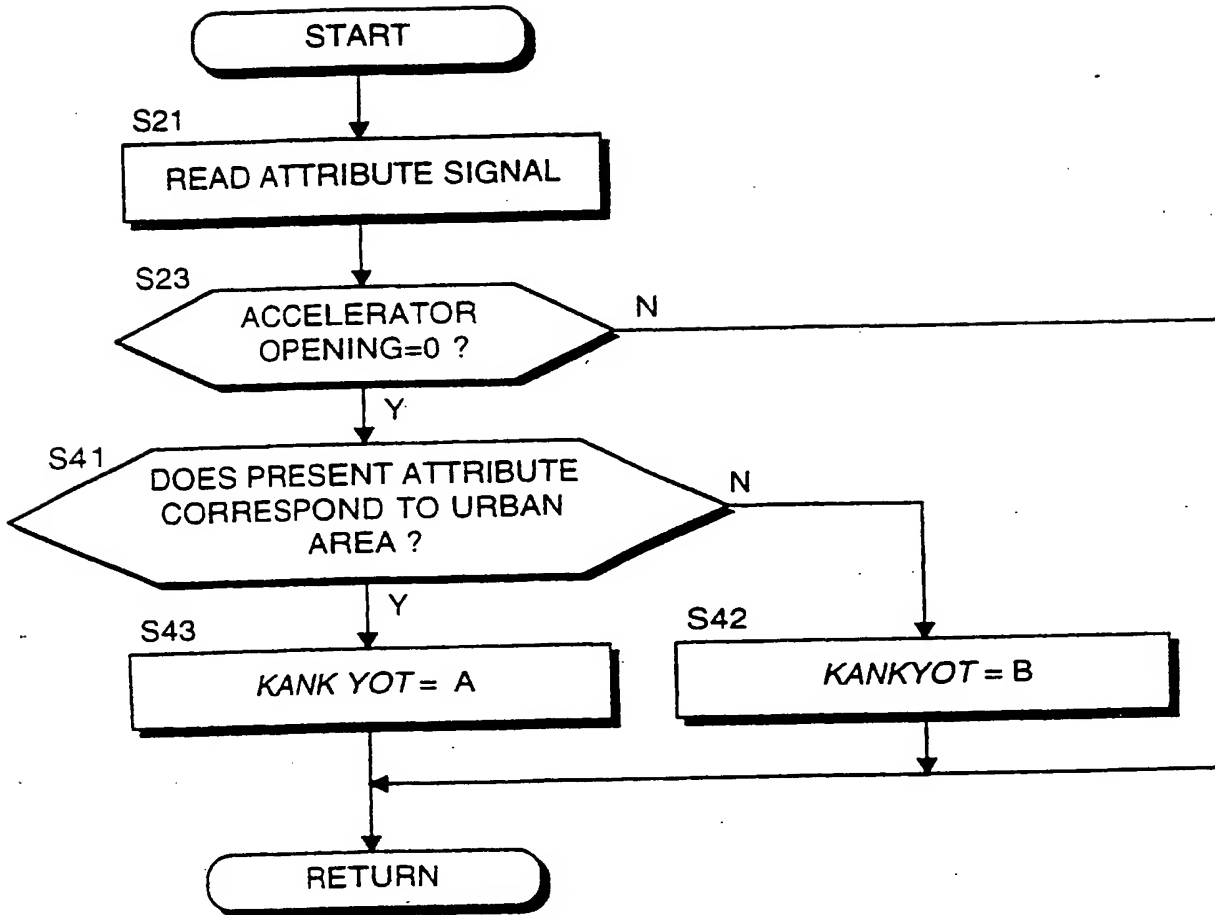 START
S21
READ ATTRIBUTE SIGNAL
S23
ACCELERATOR
OPENING=0 ?
N
Y
S41
DOES PRESENT ATTRIBUTE
CORRESPOND TO URBAN
AREA ?
N
Y
S43
KANK YOT = A
S42
KANKYOT = B
RETURN